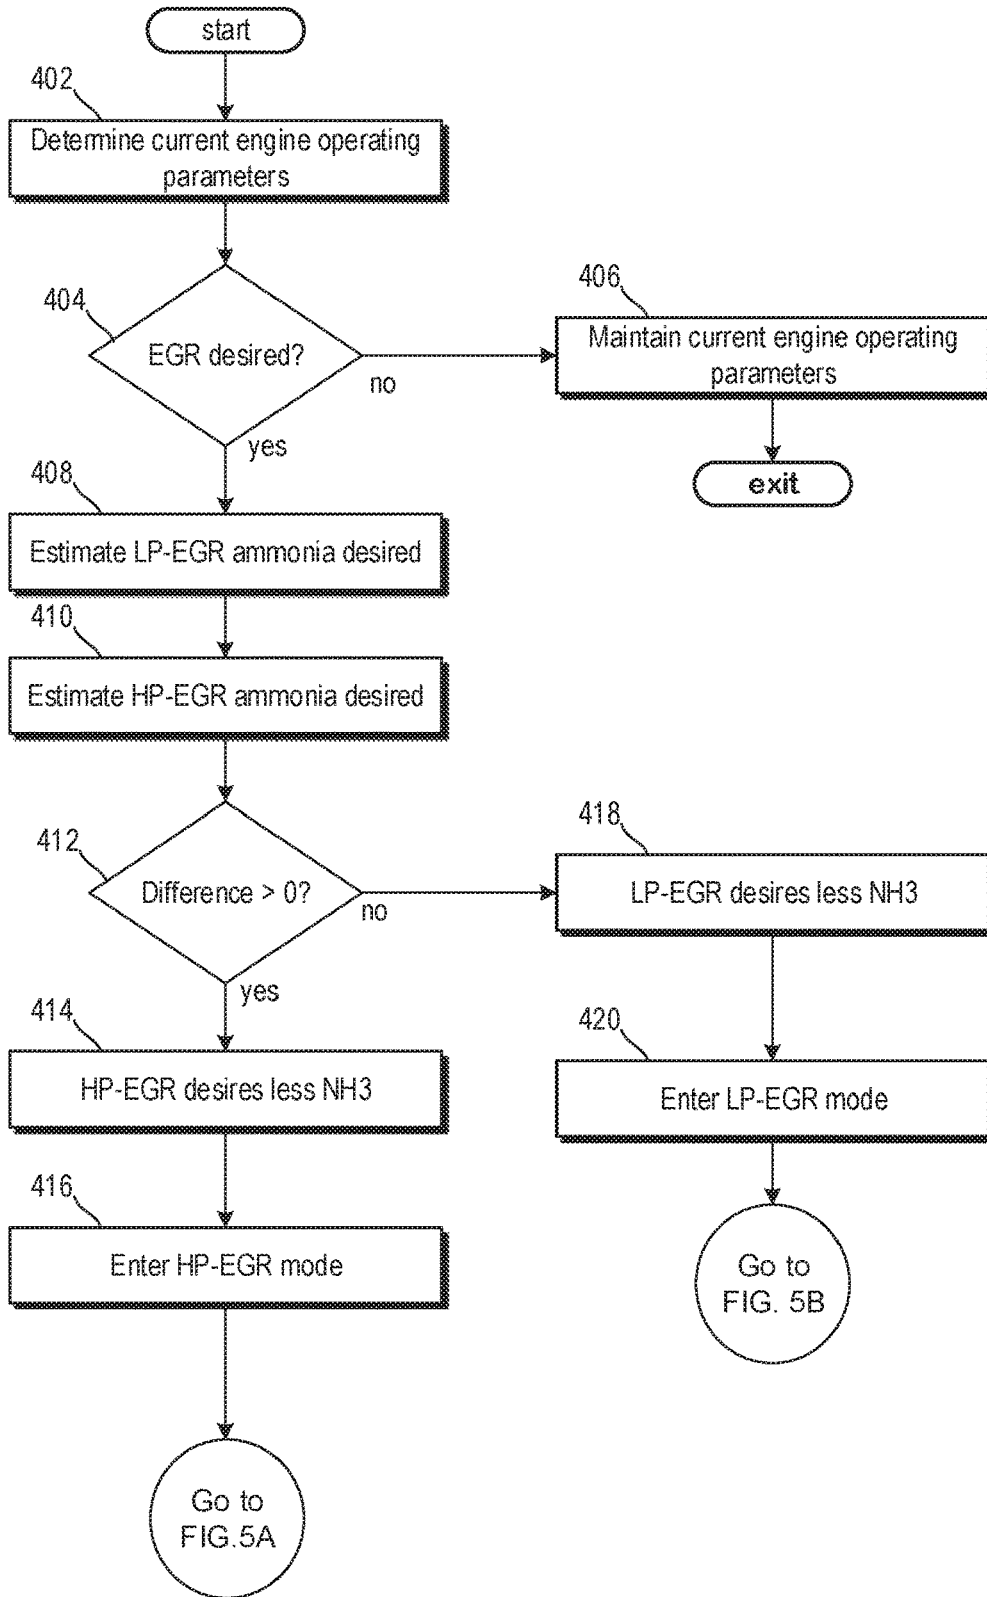 start
402
Determine current engine operating
parameters
404
EGR desired?
no
yes
406
Maintain current engine operating
parameters
exit
408
Estimate LP-EGR ammonia desired
410
Estimate HP-EGR ammonia desired
412
Difference > 0?
no
yes
418
LP-EGR desires less NH3
414
HP-EGR desires less NH3
420
Enter LP-EGR mode
416
Enter HP-EGR mode
Go to
FIG. 5B
Go to
FIG.5A